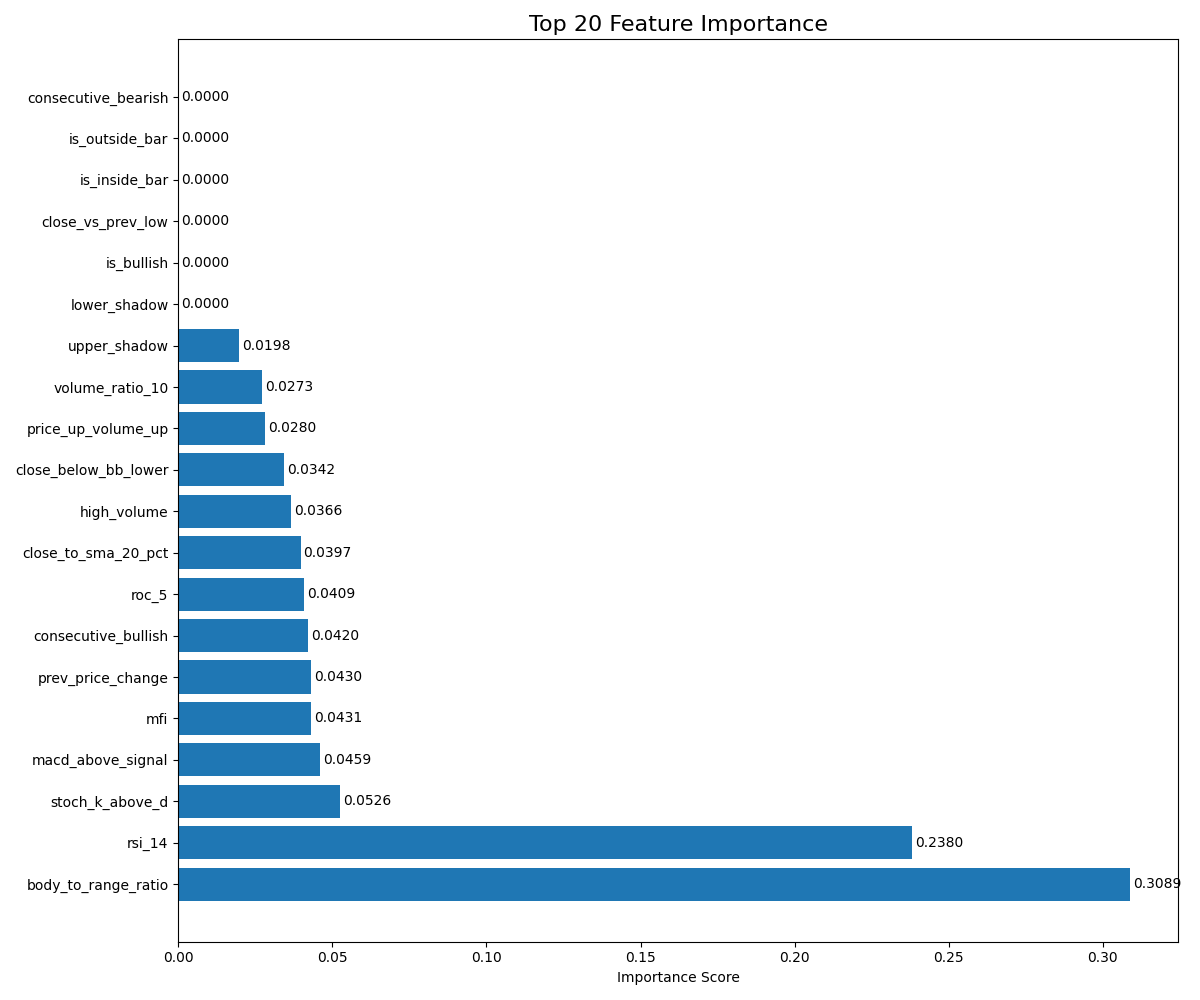 Top 20 Feature Importance
consecutive_bearish 0.0000
is_outside_bar 0.0000
is_inside_bar 0.0000
close_vs_prev_low 0.0000
is_bullish 0.0000
lower_shadow 0.0000
upper_shadow 0.0198
volume_ratio_10 0.0273
price_up_volume_up 0.0280
close_below_bb_lower 0.0342
high_volume 0.0366
close_to_sma_20_pct 0.0397
roc_5 0.0409
consecutive_bullish 0.0420
prev_price_change 0.0430
mfi 0.0431
macd_above_signal 0.0459
stoch_k_above_d 0.0526
rsi_14 0.2380
body_to_range_ratio 0.3089
0.00 0.05 0.10 0.15 0.20 0.25 0.30
Importance Score